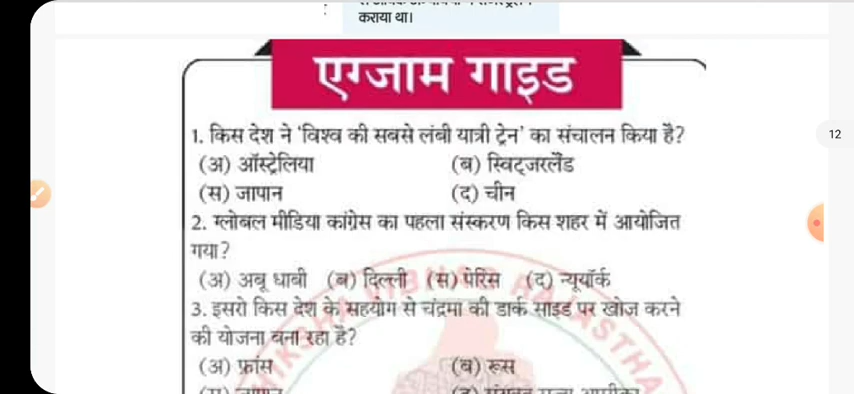 कराया था।
एग्जाम गाइड
12
1. किस देश ने 'विश्व की सबसे लंबी यात्री ट्रेन' का संचालन किया है?
(अ) ऑस्ट्रेलिया (ब) स्विट्जरलैंड
(स) जापान (द) चीन
2. ग्लोबल मीडिया कांग्रेस का पहला संस्करण किस शहर में आयोजित
गया?
(अ) अबू धाबी (ब) दिल्ली (स) पेरिस (द) न्यूयॉर्क
3. इसरो किस देश के सहयोग से चंद्रमा की डार्क साइड पर खोज करने
की योजना बना रहा है?
(अ) फ्रांस (ब) रूस